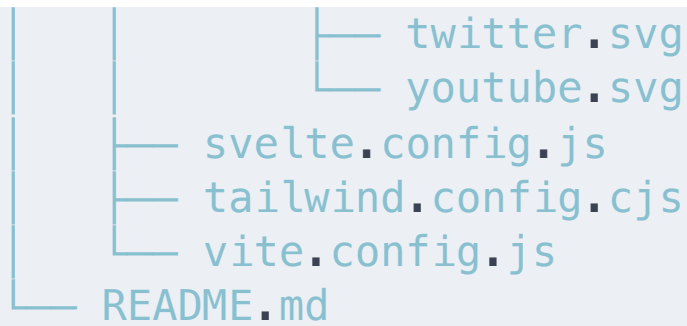 │   │       ├── twitter.svg
│   │       └── youtube.svg
│   ├── svelte.config.js
│   ├── tailwind.config.cjs
│   └── vite.config.js
└── README.md